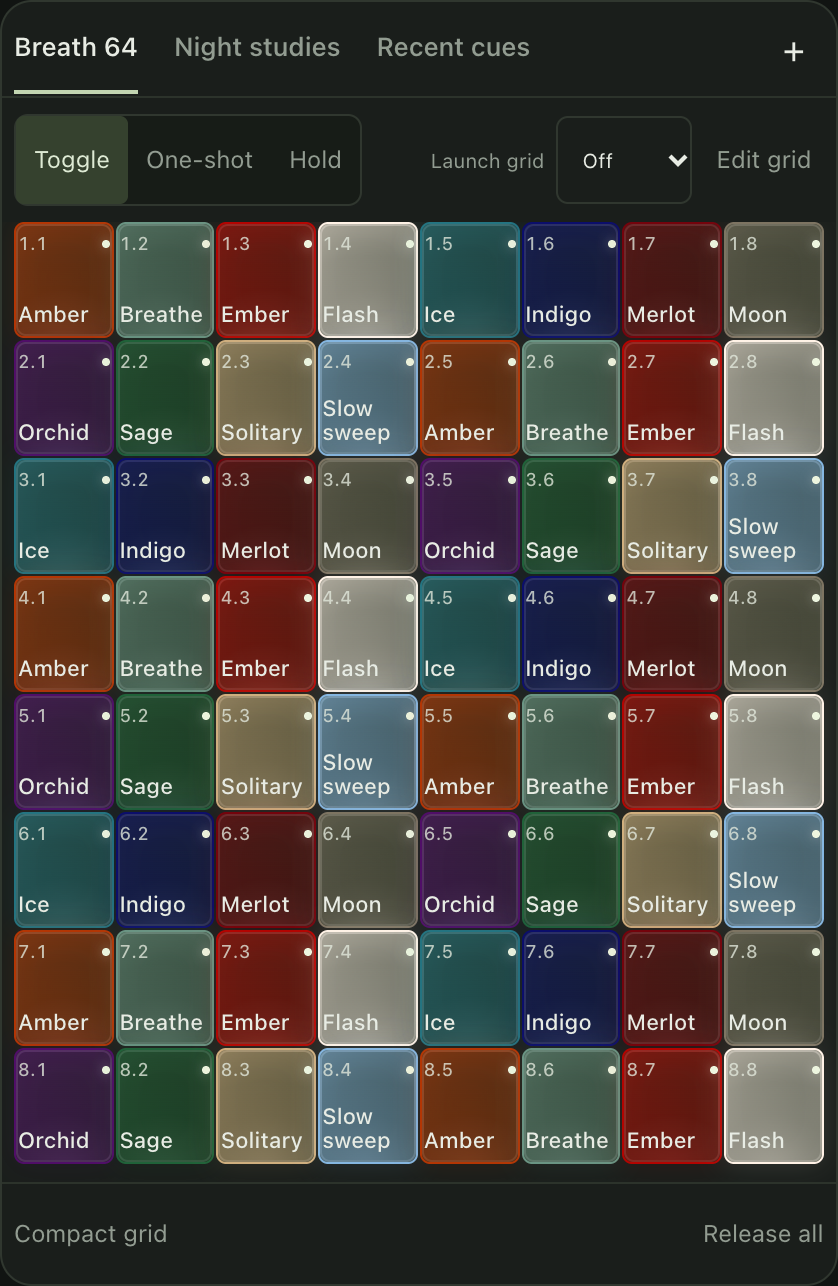 Breath 64 Night studies Recent cues +
Toggle One-shot Hold Launch grid Off Edit grid
1.1 1.2 1.3 1.4 1.5 1.6 1.7 1.8
Amber Breathe Ember Flash Ice Indigo Merlot Moon
2.1 2.2 2.3 2.4 2.5 2.6 2.7 2.8
Orchid Sage Solitary Slow sweep Amber Breathe Ember Flash
3.1 3.2 3.3 3.4 3.5 3.6 3.7 3.8
Ice Indigo Merlot Moon Orchid Sage Solitary Slow sweep
4.1 4.2 4.3 4.4 4.5 4.6 4.7 4.8
Amber Breathe Ember Flash Ice Indigo Merlot Moon
5.1 5.2 5.3 5.4 5.5 5.6 5.7 5.8
Orchid Sage Solitary Slow sweep Amber Breathe Ember Flash
6.1 6.2 6.3 6.4 6.5 6.6 6.7 6.8
Ice Indigo Merlot Moon Orchid Sage Solitary Slow sweep
7.1 7.2 7.3 7.4 7.5 7.6 7.7 7.8
Amber Breathe Ember Flash Ice Indigo Merlot Moon
8.1 8.2 8.3 8.4 8.5 8.6 8.7 8.8
Orchid Sage Solitary Slow sweep Amber Breathe Ember Flash
Compact grid Release all